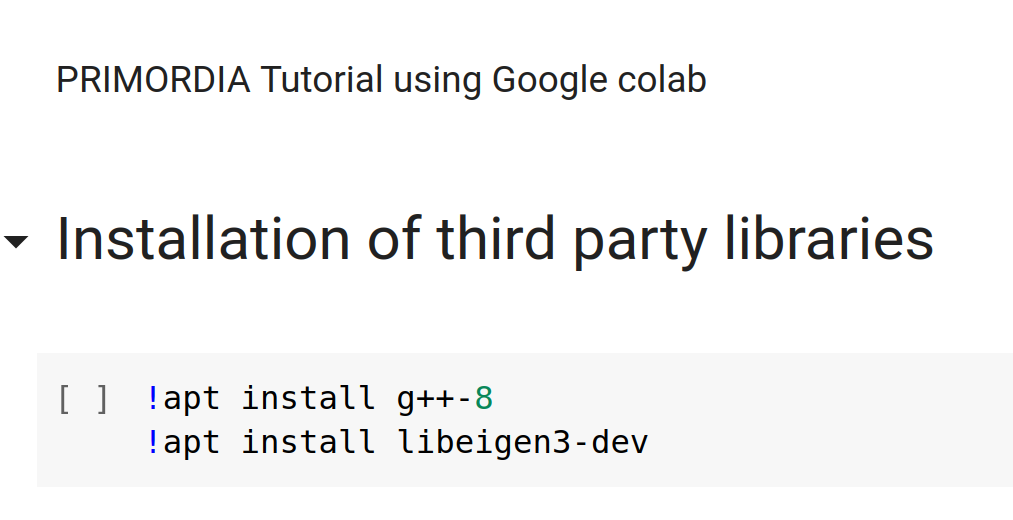 PRIMORDIA Tutorial using Google colab
Installation of third party libraries
[ ] !apt install g++-8
!apt install libeigen3-dev